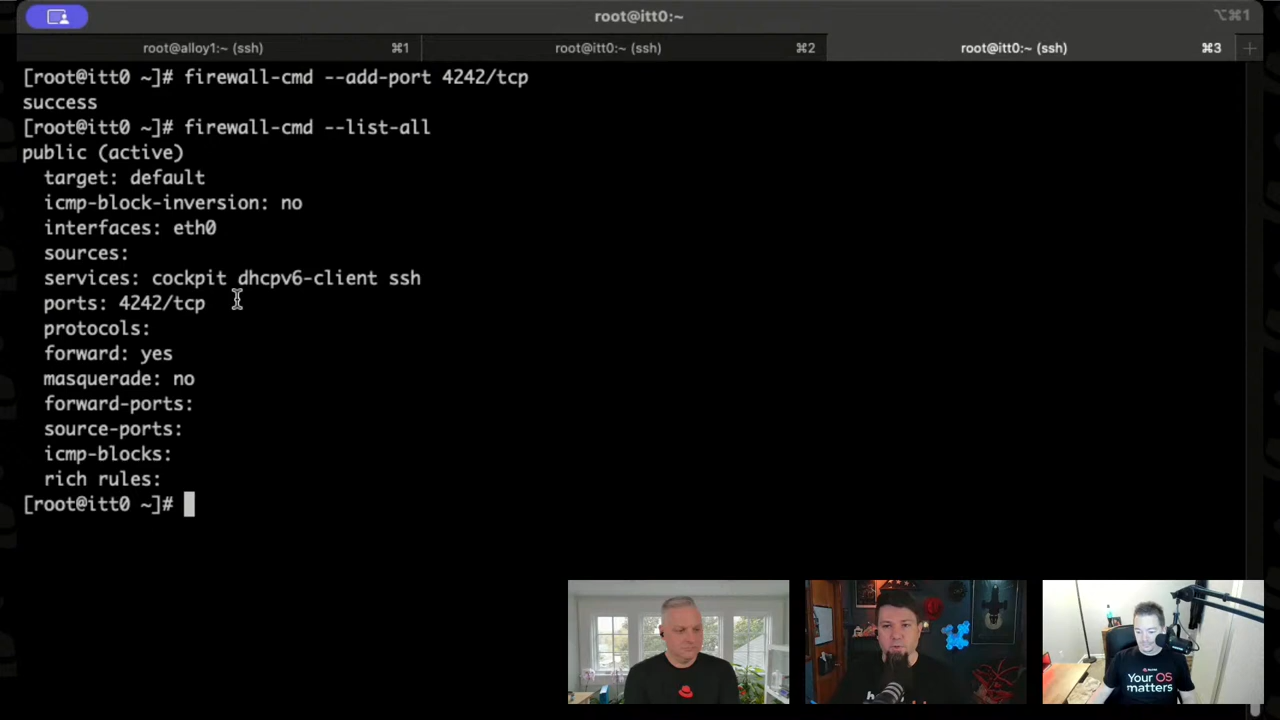 root@itt0:~
⌥⌘1
root@alloy1:~ (ssh) ⌘1
root@itt0:~ (ssh) ⌘2
root@itt0:~ (ssh) ⌘3
[root@itt0 ~]# firewall-cmd --add-port 4242/tcp
success
[root@itt0 ~]# firewall-cmd --list-all
public (active)
target: default
icmp-block-inversion: no
interfaces: eth0
sources:
services: cockpit dhcpv6-client ssh
ports: 4242/tcp
protocols:
forward: yes
masquerade: no
forward-ports:
source-ports:
icmp-blocks:
rich rules:
[root@itt0 ~]#
Your OS
matters